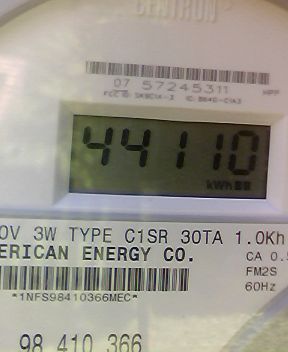 CENTRON
07 57245311
44110
kWh
0V 3W TYPE C1SR 30TA 1.0Kh
ERICAN ENERGY CO.
CA 0.5
FM2S
*1NFS98410366MEC*
60Hz
98 410 366